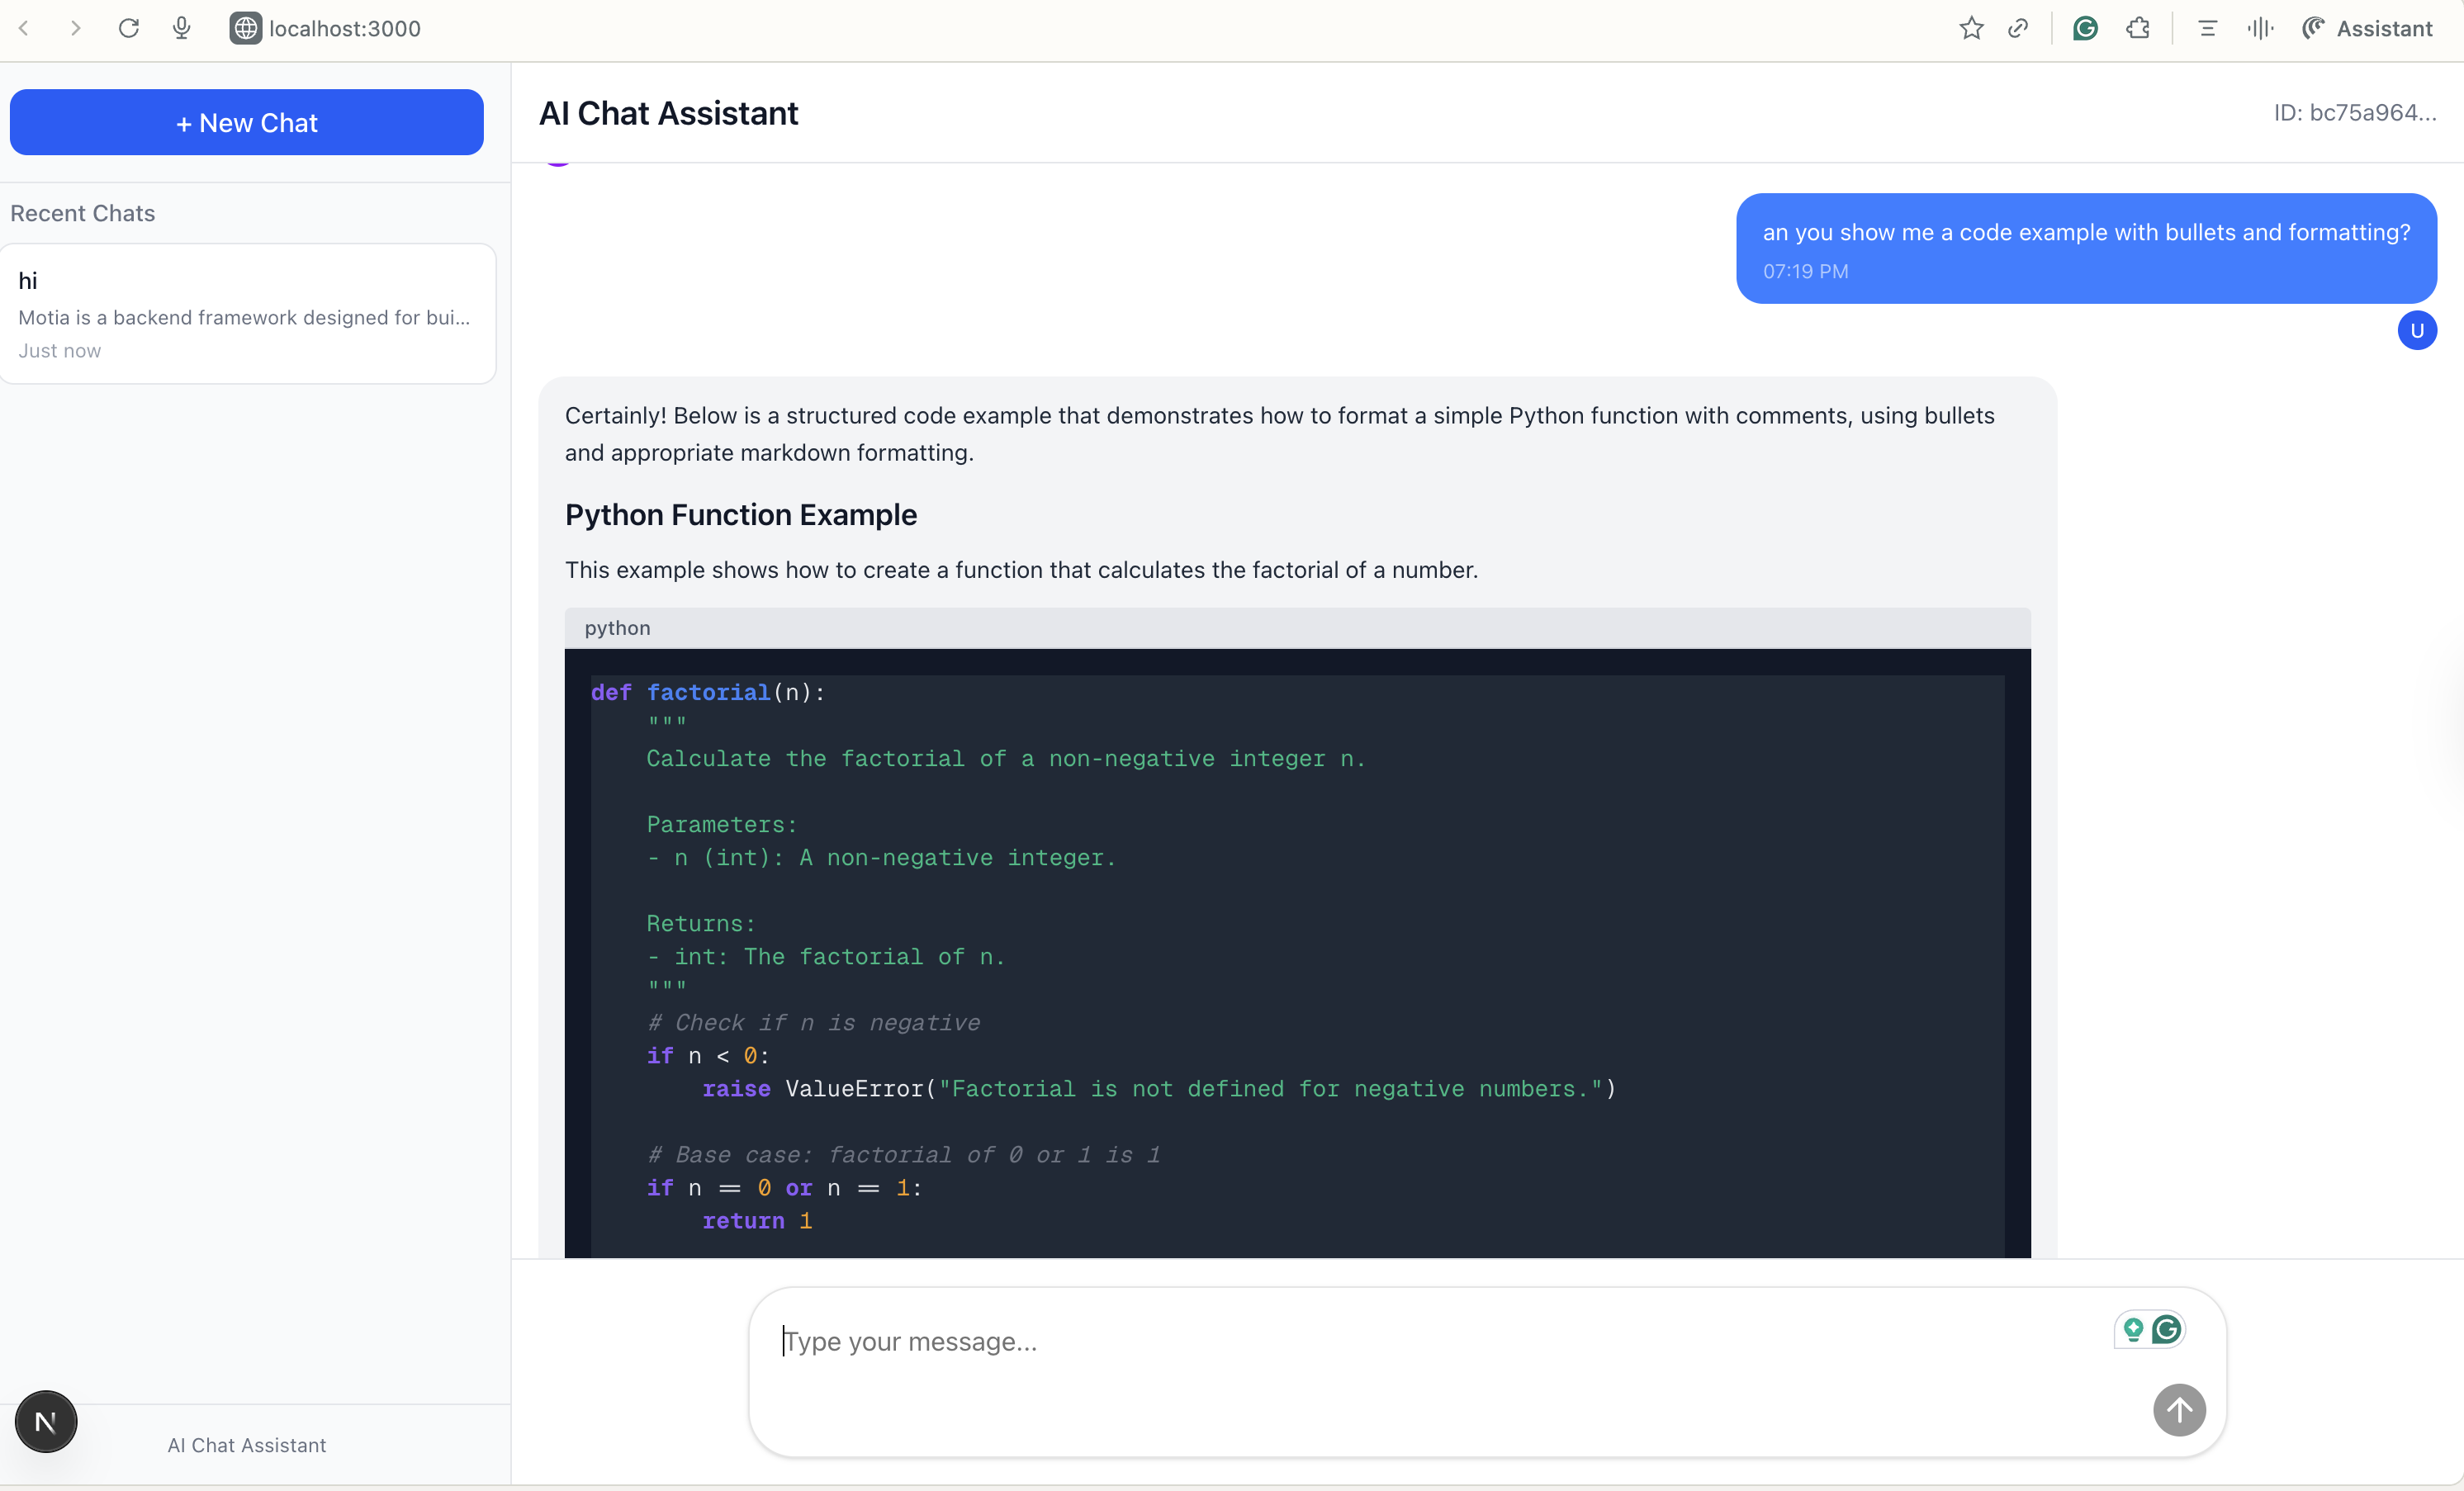 localhost:3000
Assistant
+ New Chat
Recent Chats
hi
Motia is a backend framework designed for bui...
Just now
AI Chat Assistant
ID: bc75a964...
an you show me a code example with bullets and formatting?
07:19 PM
U
Certainly! Below is a structured code example that demonstrates how to format a simple Python function with comments, using bullets
and appropriate markdown formatting.
Python Function Example
This example shows how to create a function that calculates the factorial of a number.
python
def factorial(n):
    """
    Calculate the factorial of a non-negative integer n.

    Parameters:
    - n (int): A non-negative integer.

    Returns:
    - int: The factorial of n.
    """
    # Check if n is negative
    if n < 0:
        raise ValueError("Factorial is not defined for negative numbers.")

    # Base case: factorial of 0 or 1 is 1
    if n == 0 or n == 1:
        return 1
Type your message...
G
G
N
AI Chat Assistant